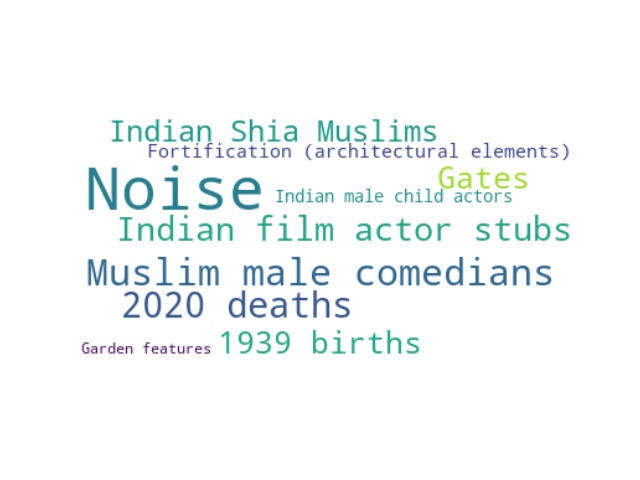 Indian Shia Muslims
Fortification (architectural elements)
Noise
Gates
Indian male child actors
Indian film actor stubs
Muslim male comedians
2020 deaths
Garden features
1939 births